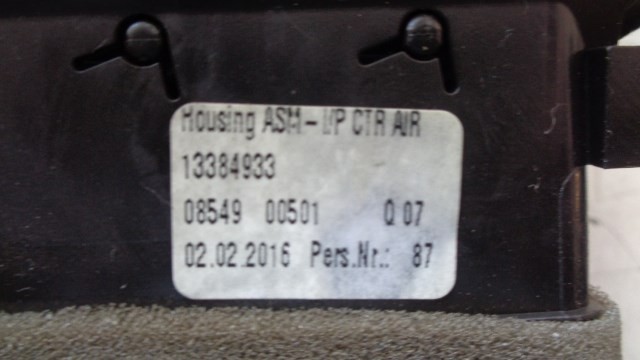 Housing ASM - I/P CTR AIR
13384933
08549 00501 Q 07
02.02.2016 Pers.Nr.: 87